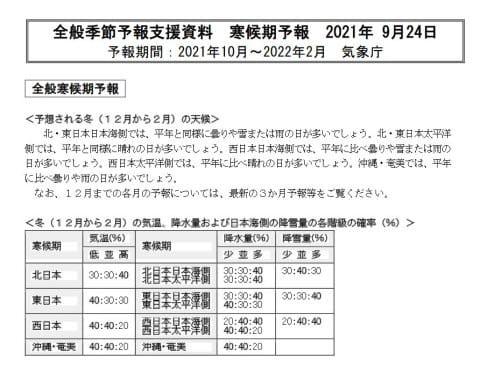 全般季節予報支援資料　寒候期予報　2021年 9月24日
予報期間：2021年10月～2022年2月　気象庁
全般寒候期予報
＜予想される冬（１２月から２月）の天候＞
北・東日本日本海側では、平年と同様に曇りや雪または雨の日が多いでしょう。北・東日本太平洋
側では、平年と同様に晴れの日が多いでしょう。西日本日本海側では、平年に比べ曇りや雪または雨の
日が多いでしょう。西日本太平洋側では、平年に比べ晴れの日が多いでしょう。沖縄・奄美では、平年
に比べ曇りや雨の日が少ないでしょう。
なお、１２月までの各月の予報については、最新の３か月予報等をご覧ください。
＜冬（１２月から２月）の気温、降水量および日本海側の降雪量の各階級の確率（％）＞
寒候期 気温(%) 寒候期 降水量(%) 降雪量(%)
低 並 高 少 並 多 少 並 多
北日本 30:30:40 北日本日本海側 30:30:40 30:40:30
北日本太平洋側 30:30:40
東日本 40:30:30 東日本日本海側 30:30:40 30:30:40
東日本太平洋側 40:30:30
西日本 40:40:20 西日本日本海側 20:40:40 20:40:40
西日本太平洋側 40:40:20
沖縄・奄美 40:40:20 沖縄・奄美 40:40:20